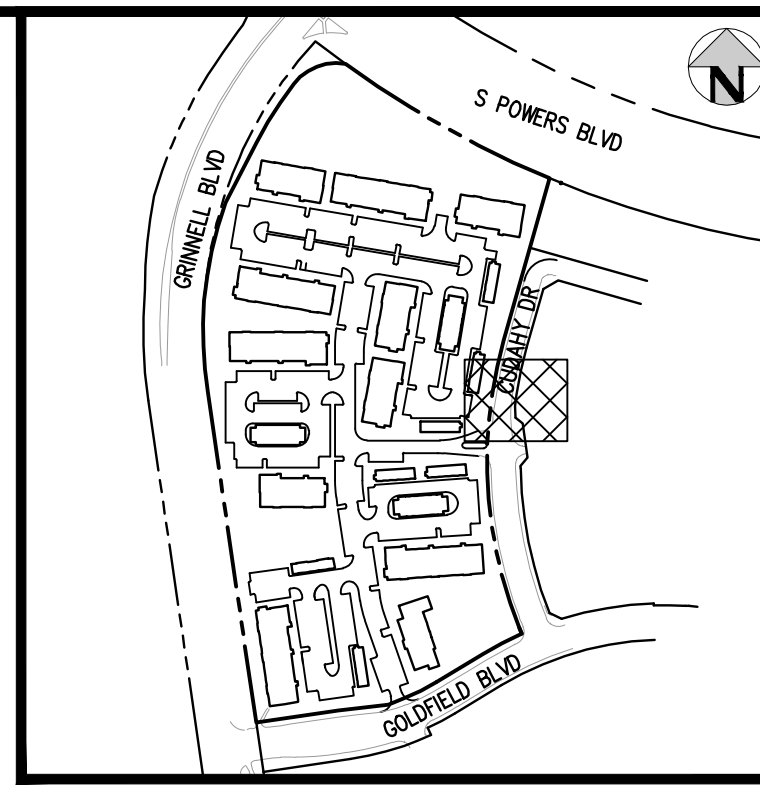 S POWERS BLVD
N
GRINNELL BLVD
CUDAHY DR
GOLDFIELD BLVD